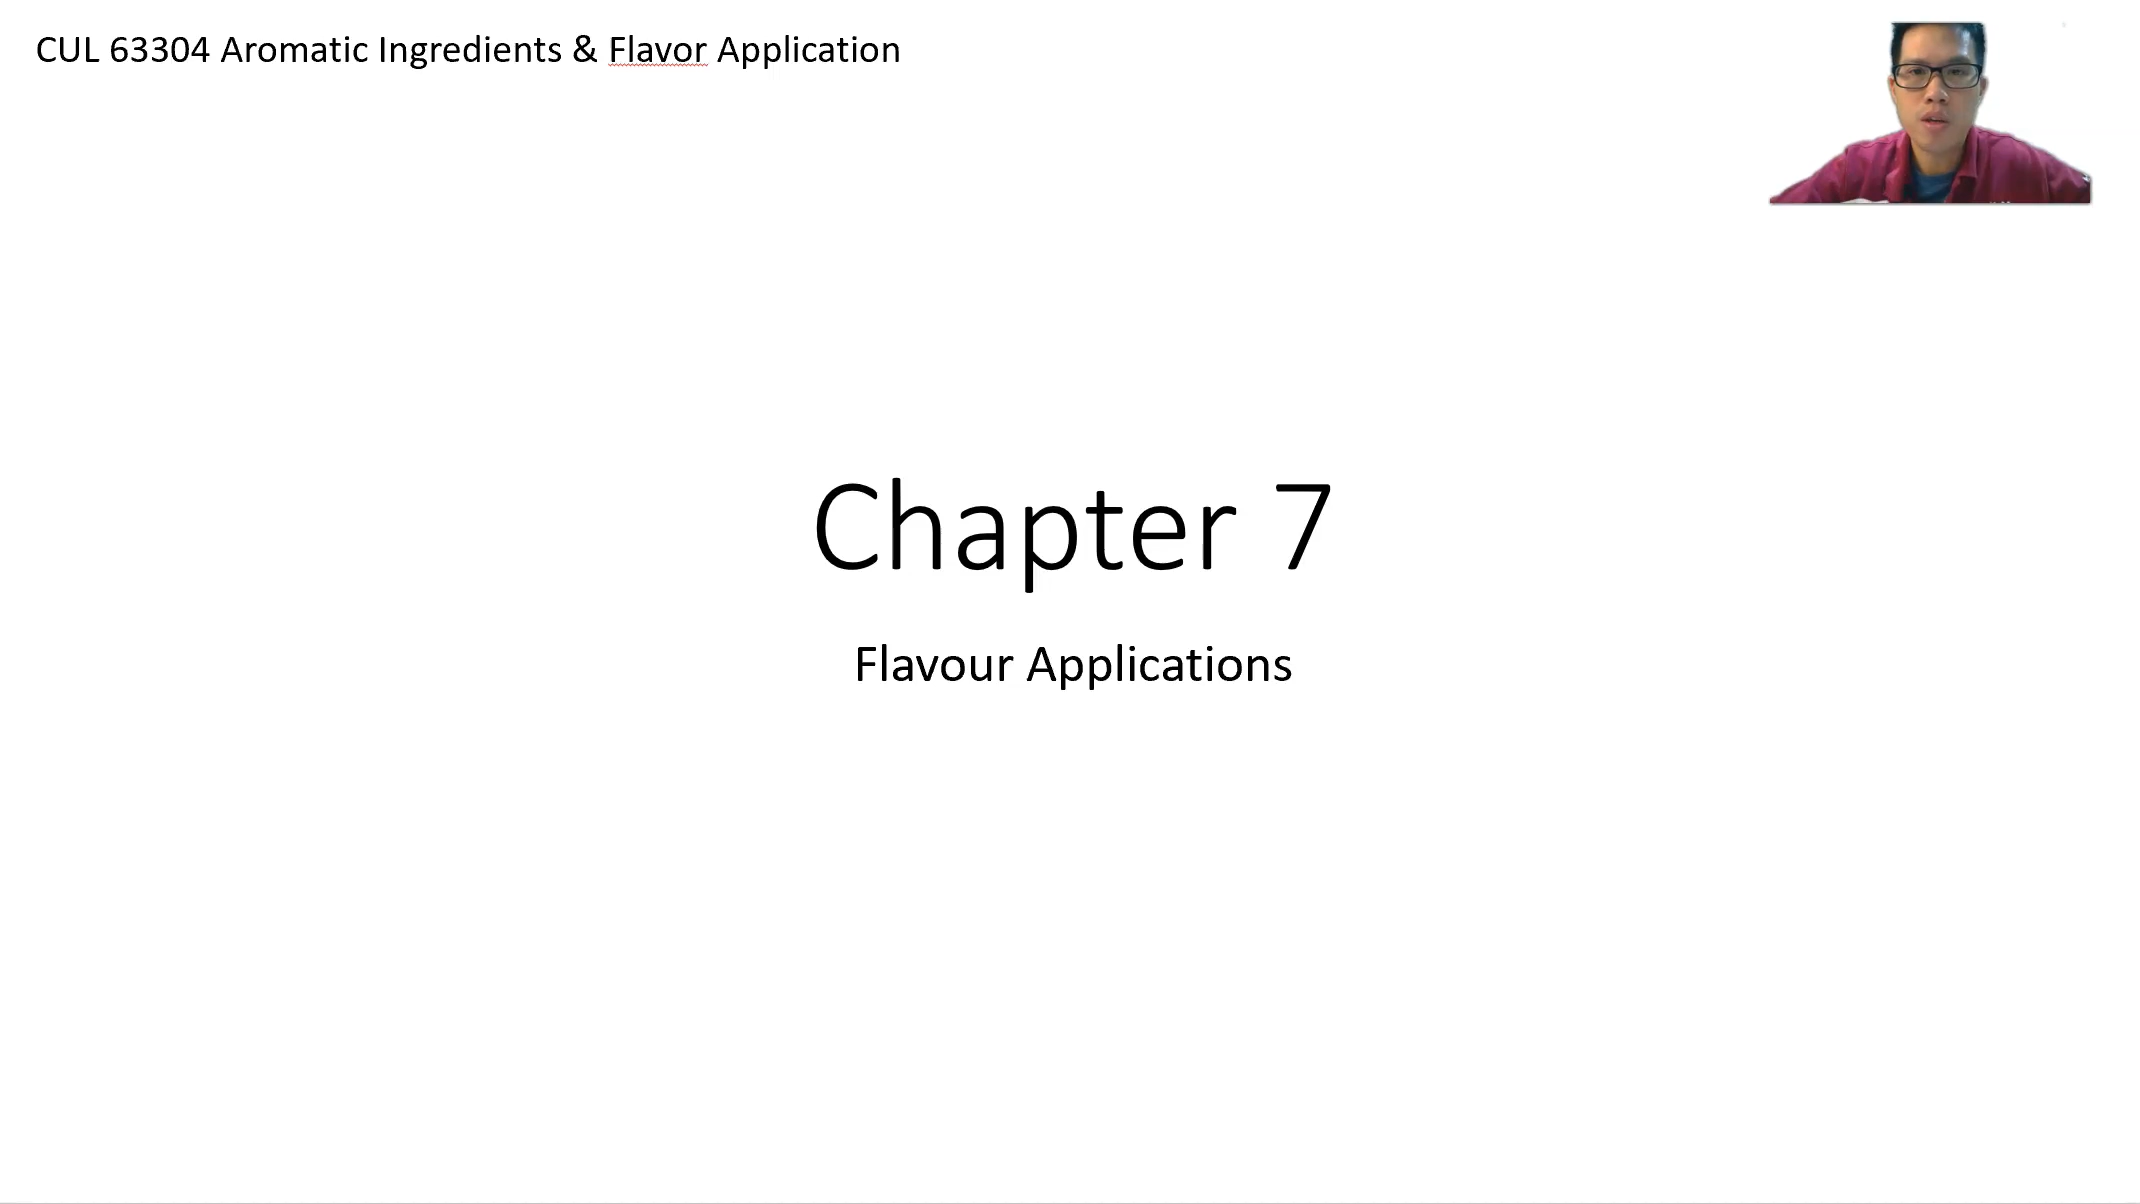 CUL 63304 Aromatic Ingredients & Flavor Application
Chapter 7
Flavour Applications